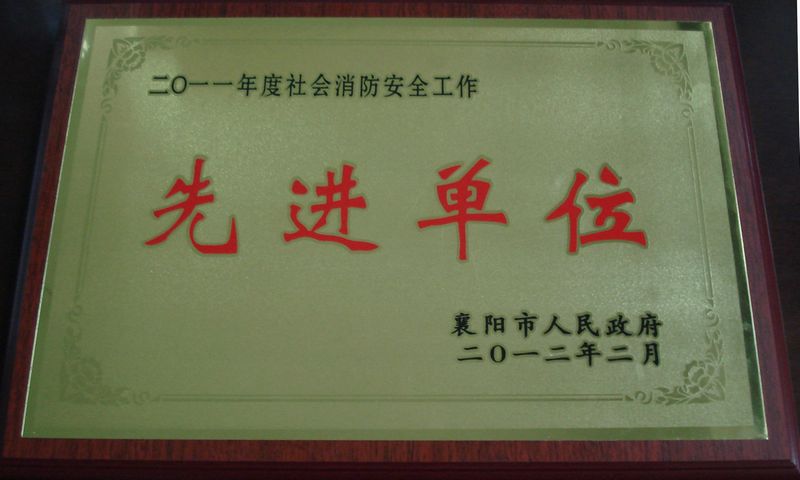 二〇一一年度社会消防安全工作
先进单位
襄阳市人民政府
二〇一二年二月